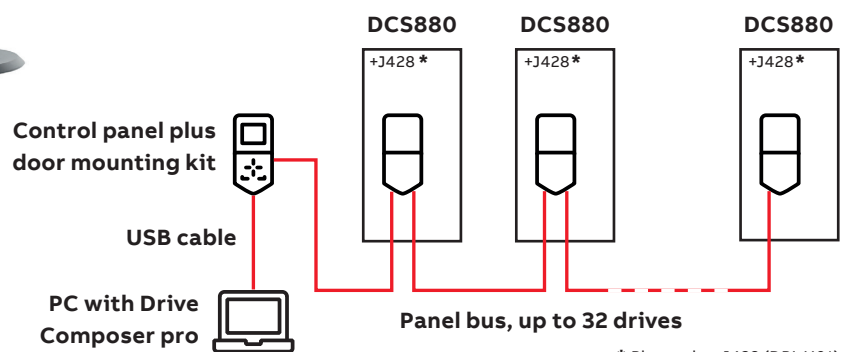 DCS880 DCS880 DCS880
+J428 * +J428* +J428*
Control panel plus
door mounting kit
USB cable
PC with Drive
Composer pro
Panel bus, up to 32 drives